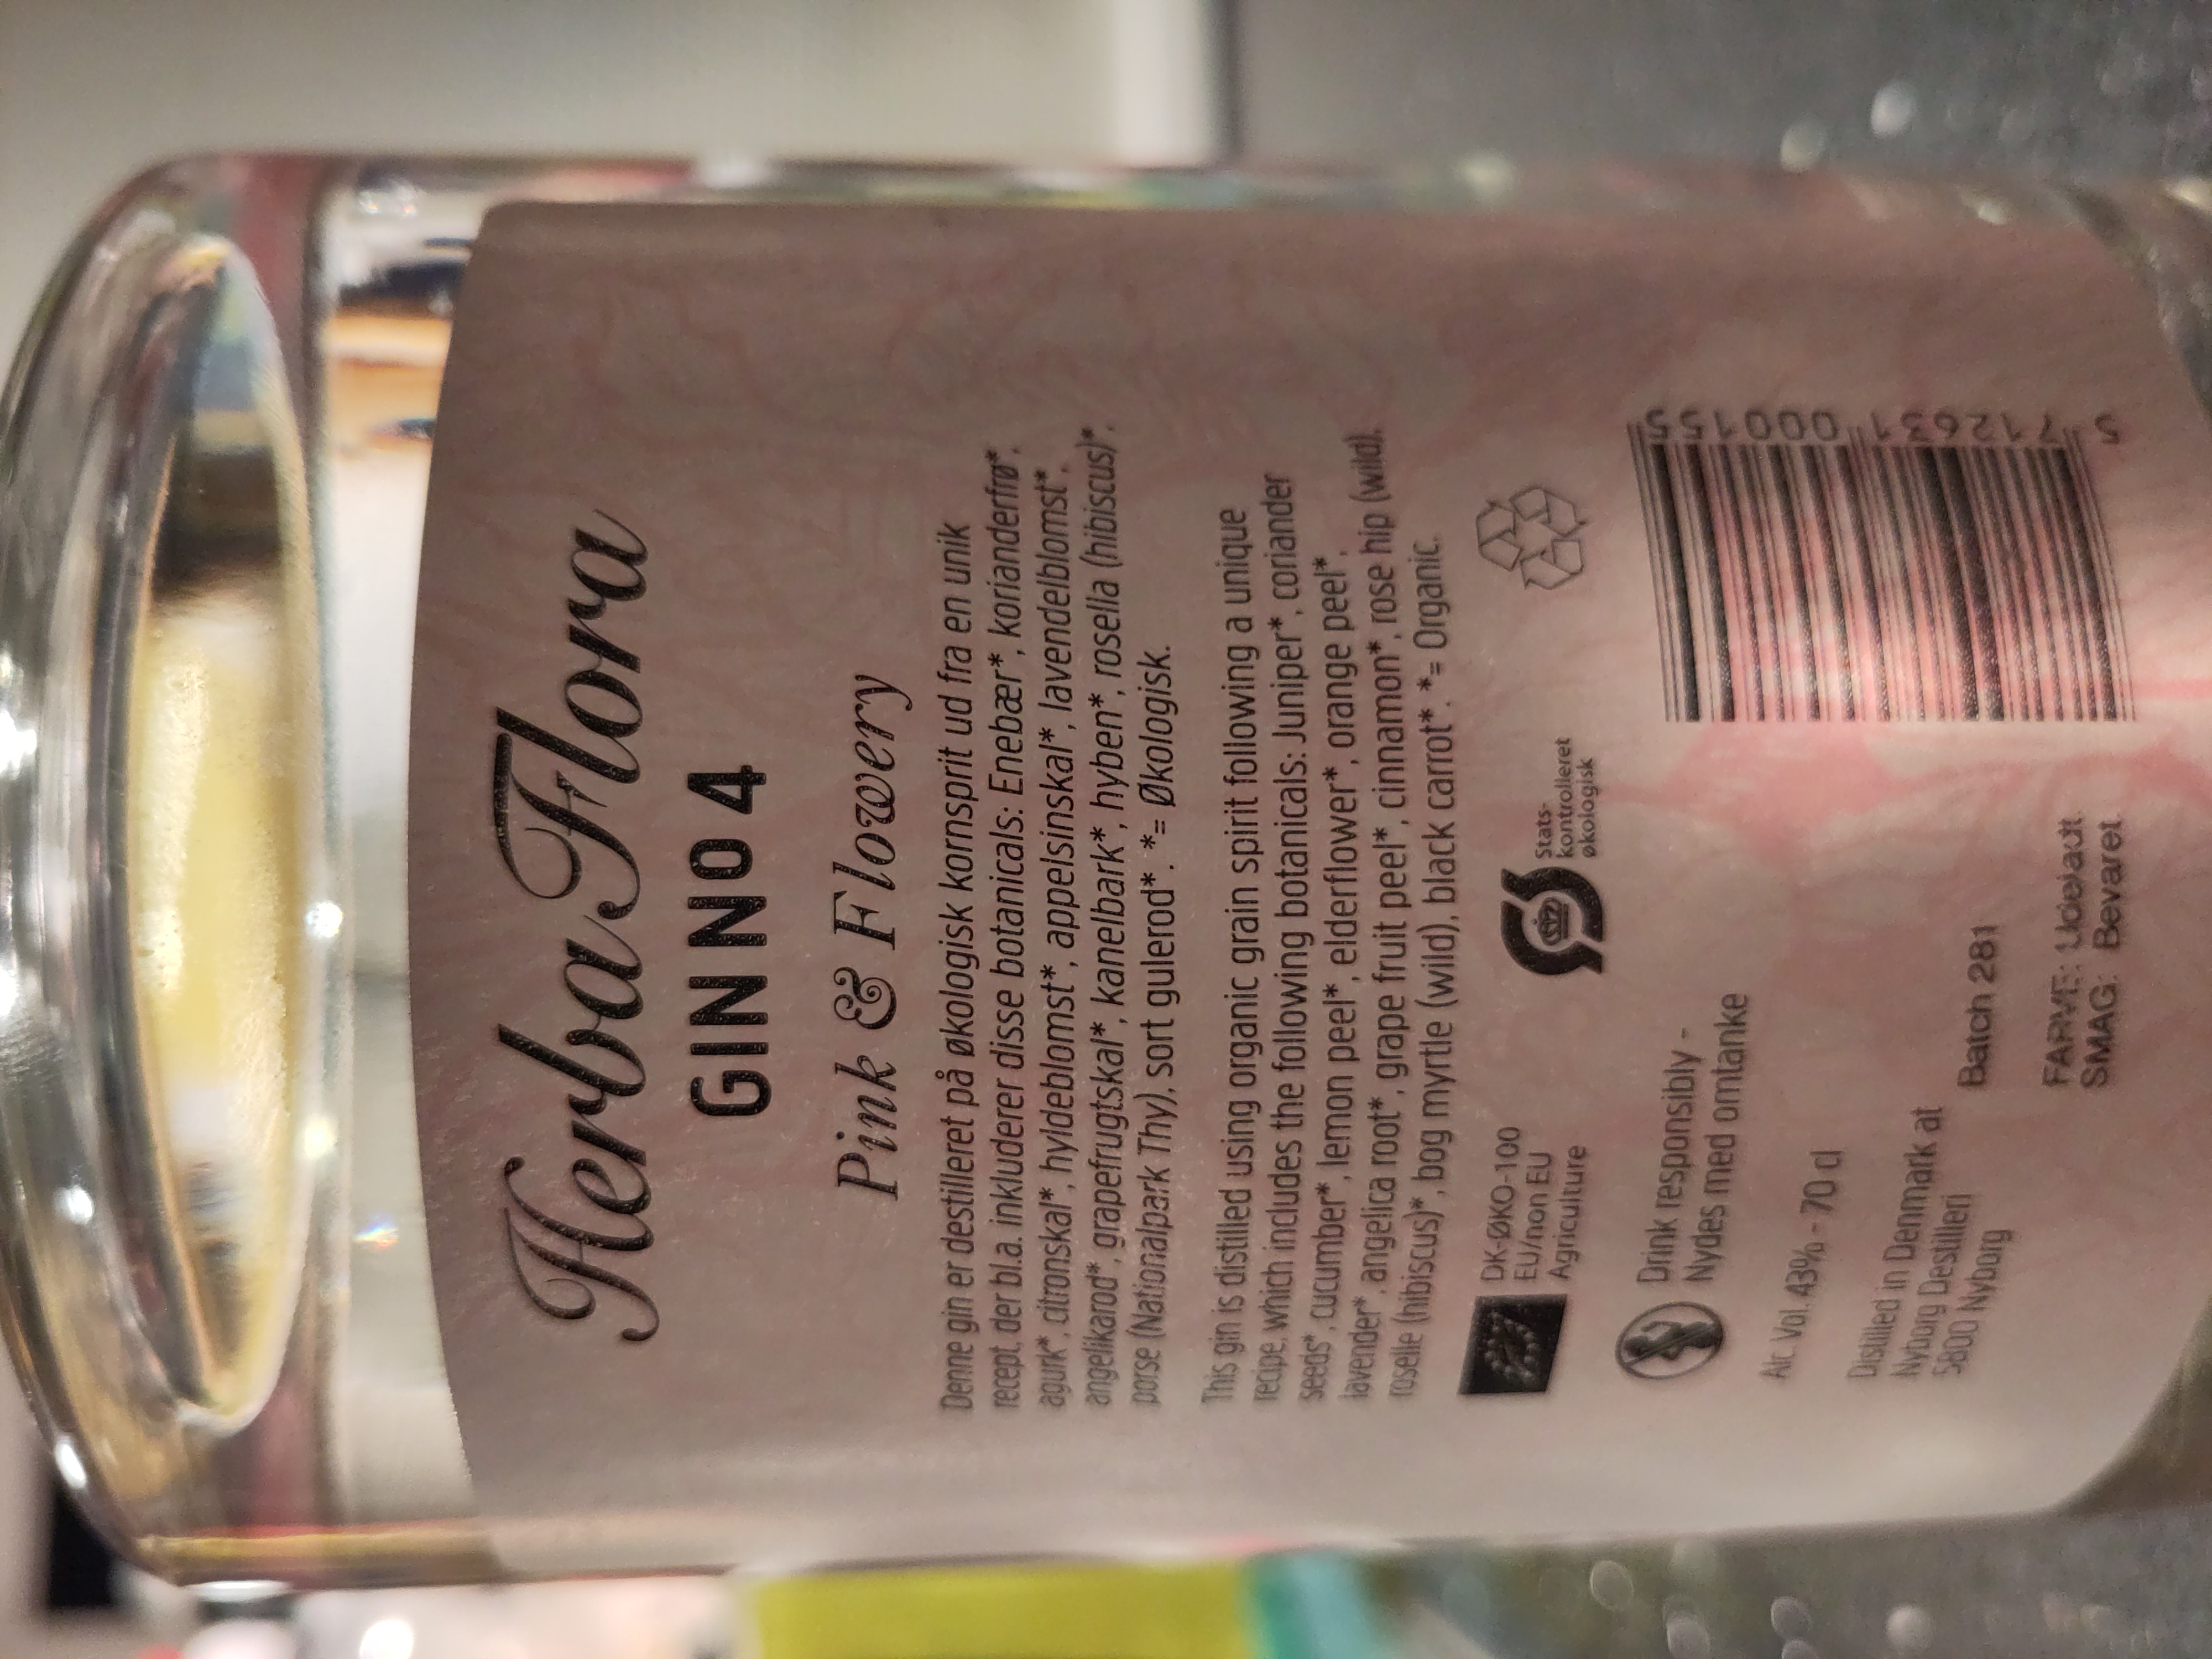 Herba Flora
GIN Nº 4
Pink & Flowery
Denne gin er destilleret på økologisk kornsprit ud fra en unik
recept, der bl.a. inkluderer disse botanicals: Enebær*, korianderfrø*,
agurk*, citronskal*, hyldeblomst*, appelsinskal*, lavendelblomst*,
angelikarod*, grapefrugtskal*, kanelbark*, hyben*, rosella (hibiscus)*,
porse (Nationalpark Thy), sort gulerod*. *= Økologisk.
This gin is distilled using organic grain spirit following a unique
recipe, which includes the following botanicals: Juniper*, coriander
seeds*, cucumber*, lemon peel*, elderflower*, orange peel*,
lavender*, angelica root*, grape fruit peel*, cinnamon*, rose hip (wild),
roselle (hibiscus)*, bog myrtle (wild), black carrot*. *= Organic.
DK-ØKO-100
EU/non EU
Agriculture
Stats-
kontrolleret
økologisk
Drink responsibly -
Nydes med omtanke
Alc. Vol. 43% - 70 cl
Distilled in Denmark at
Nyborg Destilleri
5800 Nyborg
Batch 281
FARVE: Udeladt
SMAG: Bevaret
5 712631 000155